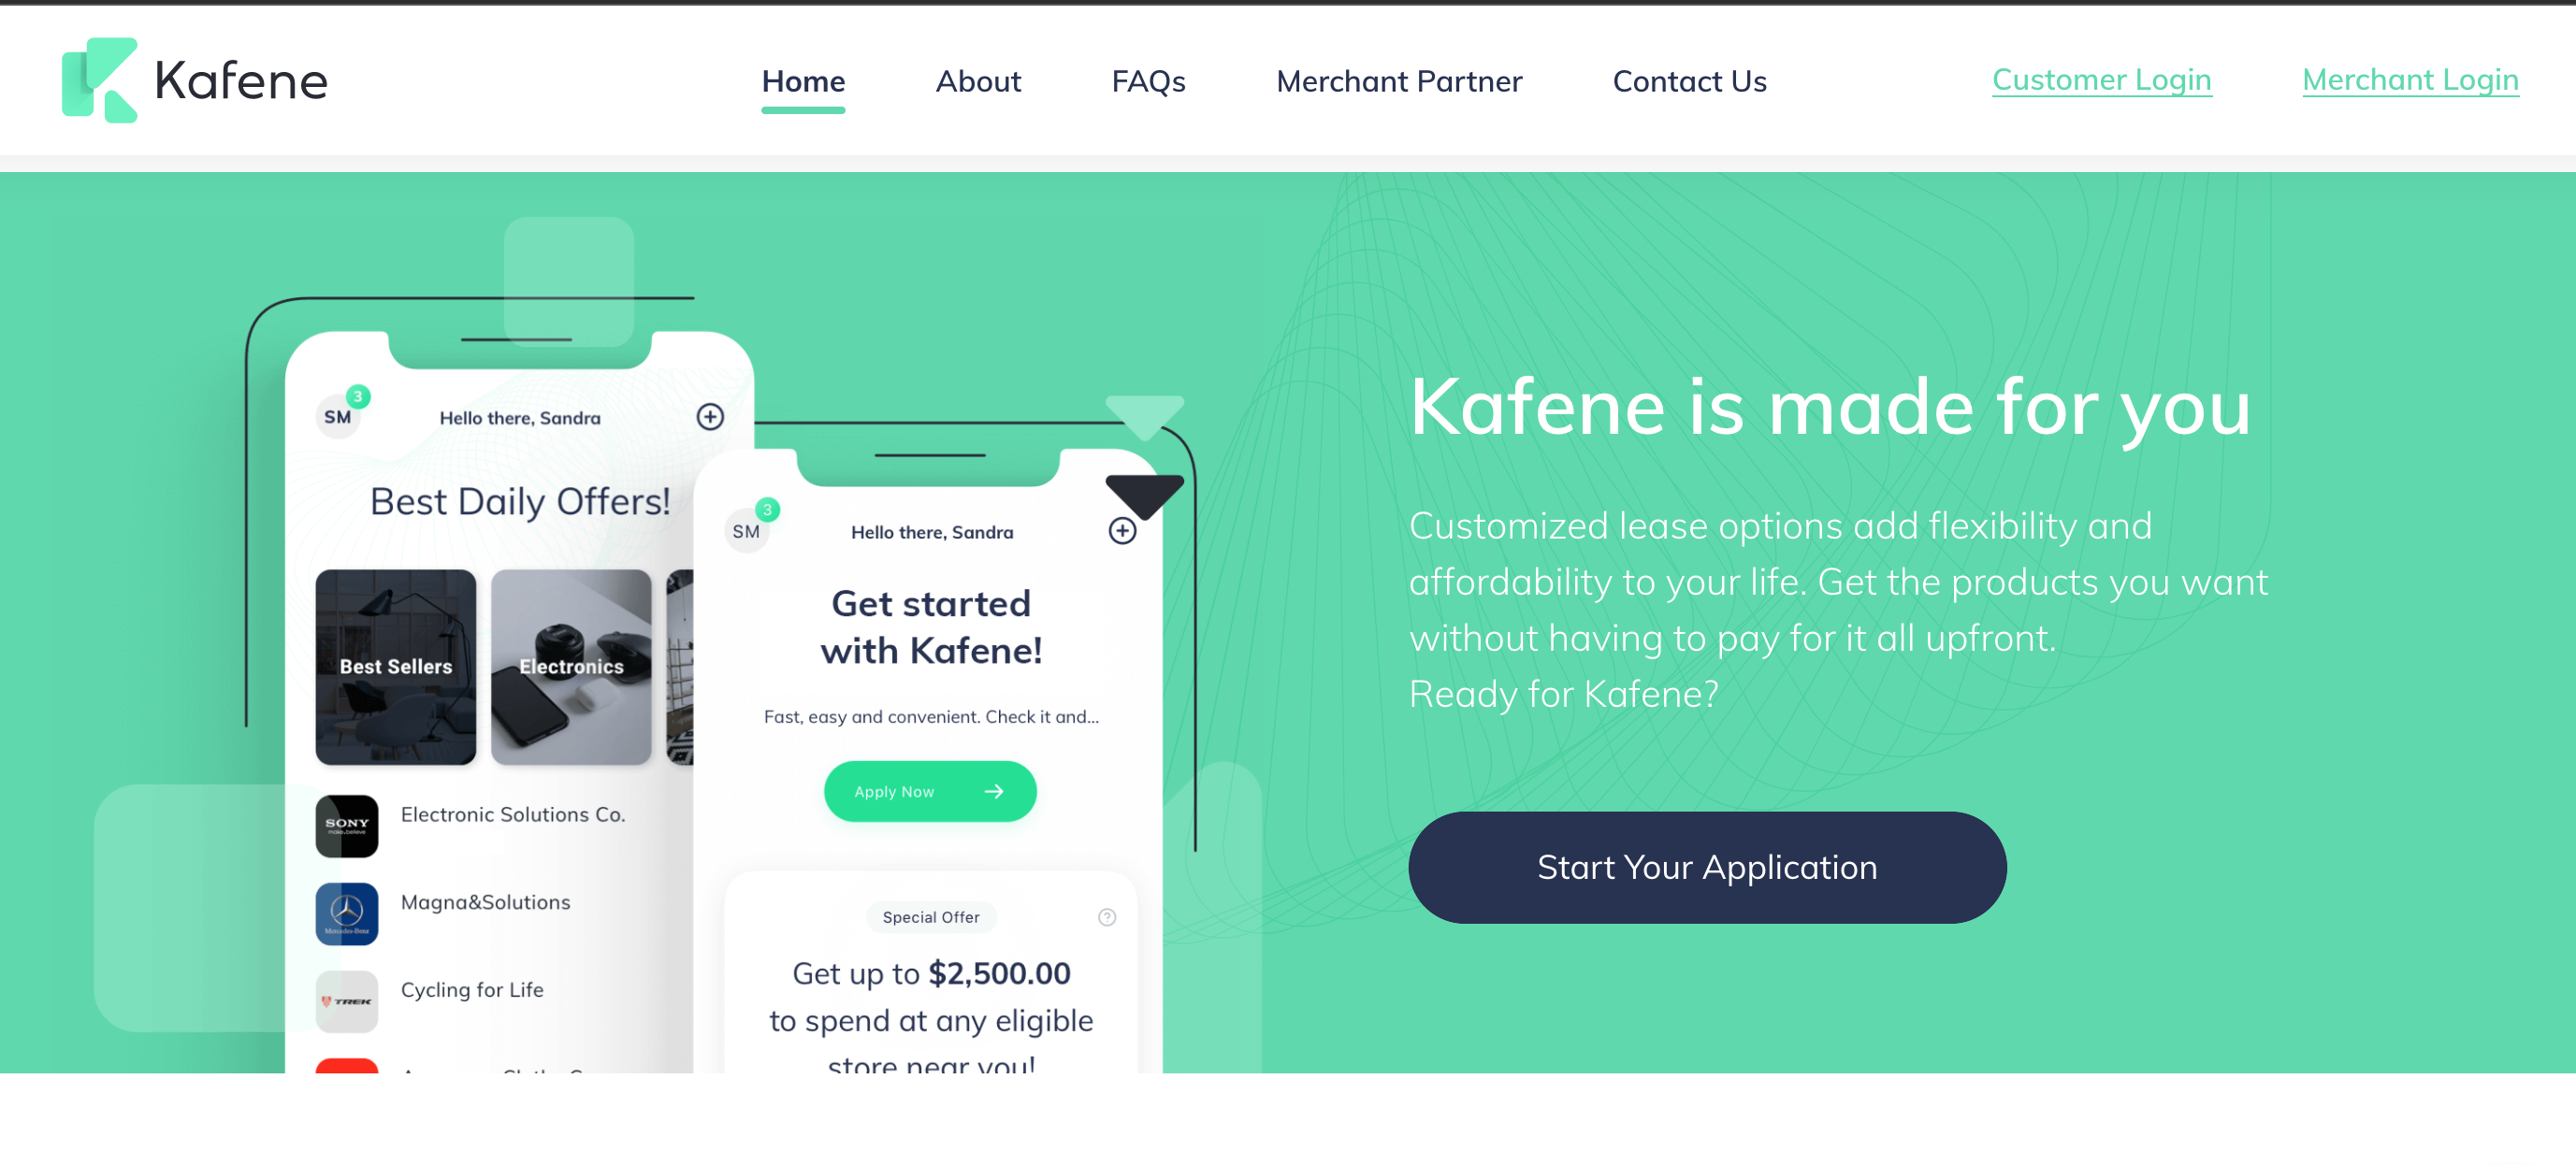 Kafene
Home
About
FAQs
Merchant Partner
Contact Us
Customer Login
Merchant Login
SM
3
Hello there, Sandra
Best Daily Offers!
Best Sellers
Electronics
SONY
make.believe
Electronic Solutions Co.
Mercedes-Benz
Magna&Solutions
TREK
Cycling for Life
SM
3
Hello there, Sandra
Get started
with Kafene!
Fast, easy and convenient. Check it and...
Apply Now
Special Offer
?
Get up to $2,500.00
to spend at any eligible
store near you!
Kafene is made for you
Customized lease options add flexibility and
affordability to your life. Get the products you want
without having to pay for it all upfront.
Ready for Kafene?
Start Your Application